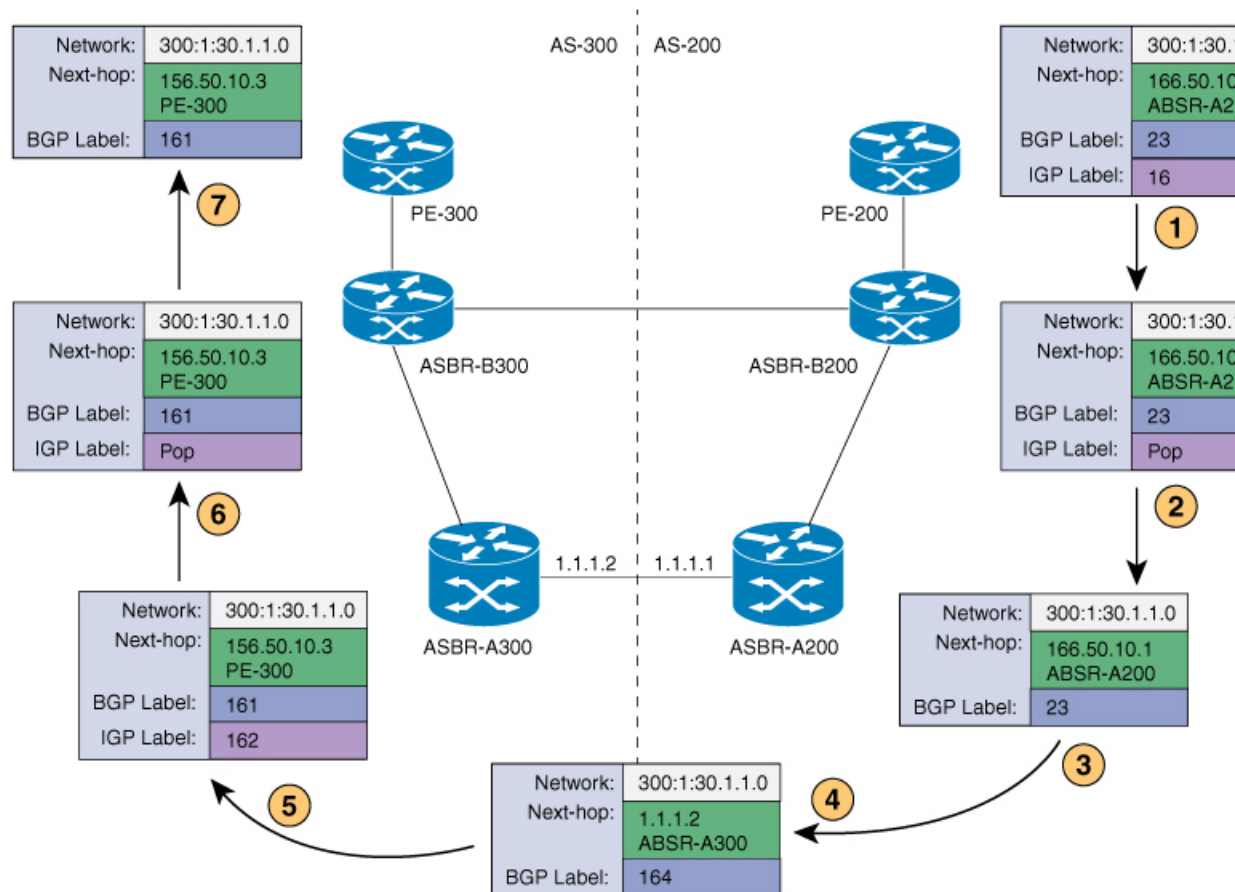 AS-300
AS-200
Network: 300:1:30.1.1.0
Next-hop: 156.50.10.3
PE-300
BGP Label: 161
7
Network: 300:1:30.1
Next-hop: 166.50.10
ABSR-A2
BGP Label: 23
IGP Label: 16
1
PE-300
PE-200
Network: 300:1:30.1.1.0
Next-hop: 156.50.10.3
PE-300
BGP Label: 161
IGP Label: Pop
6
ASBR-B300
ASBR-B200
Network: 300:1:30.1
Next-hop: 166.50.10
ABSR-A2
BGP Label: 23
IGP Label: Pop
2
1.1.1.2
1.1.1.1
ASBR-A300
ASBR-A200
Network: 300:1:30.1.1.0
Next-hop: 156.50.10.3
PE-300
BGP Label: 161
IGP Label: 162
5
Network: 300:1:30.1.1.0
Next-hop: 166.50.10.1
ABSR-A200
BGP Label: 23
3
4
Network: 300:1:30.1.1.0
Next-hop: 1.1.1.2
ABSR-A300
BGP Label: 164